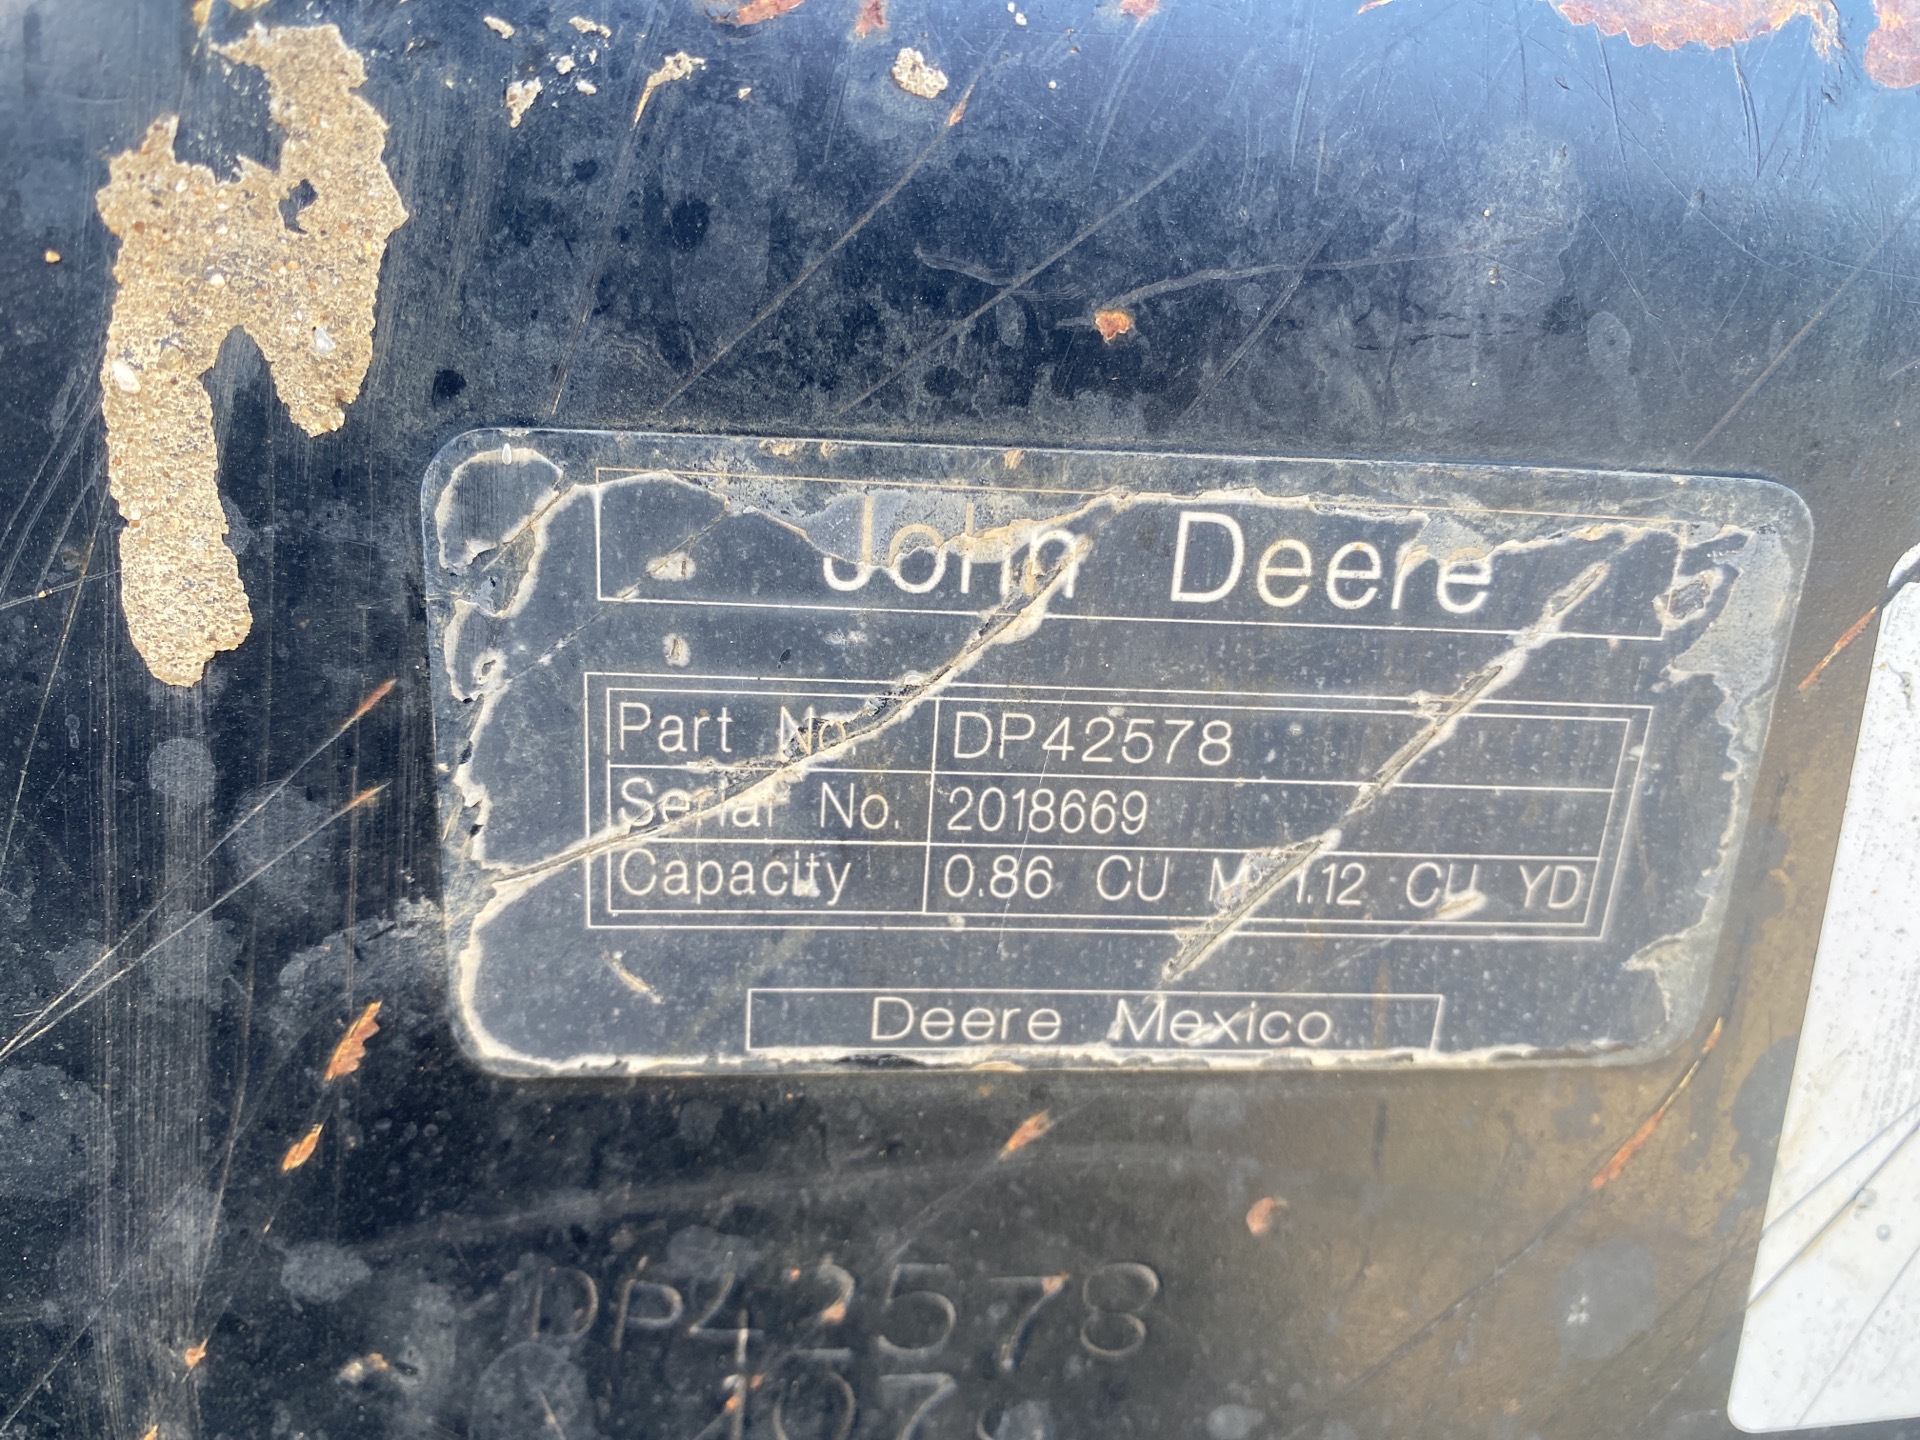 John Deere
Part No. DP42578
Serial No. 2018669
Capacity 0.86 CU M 1.12 CU YD
Deere Mexico
DP42578